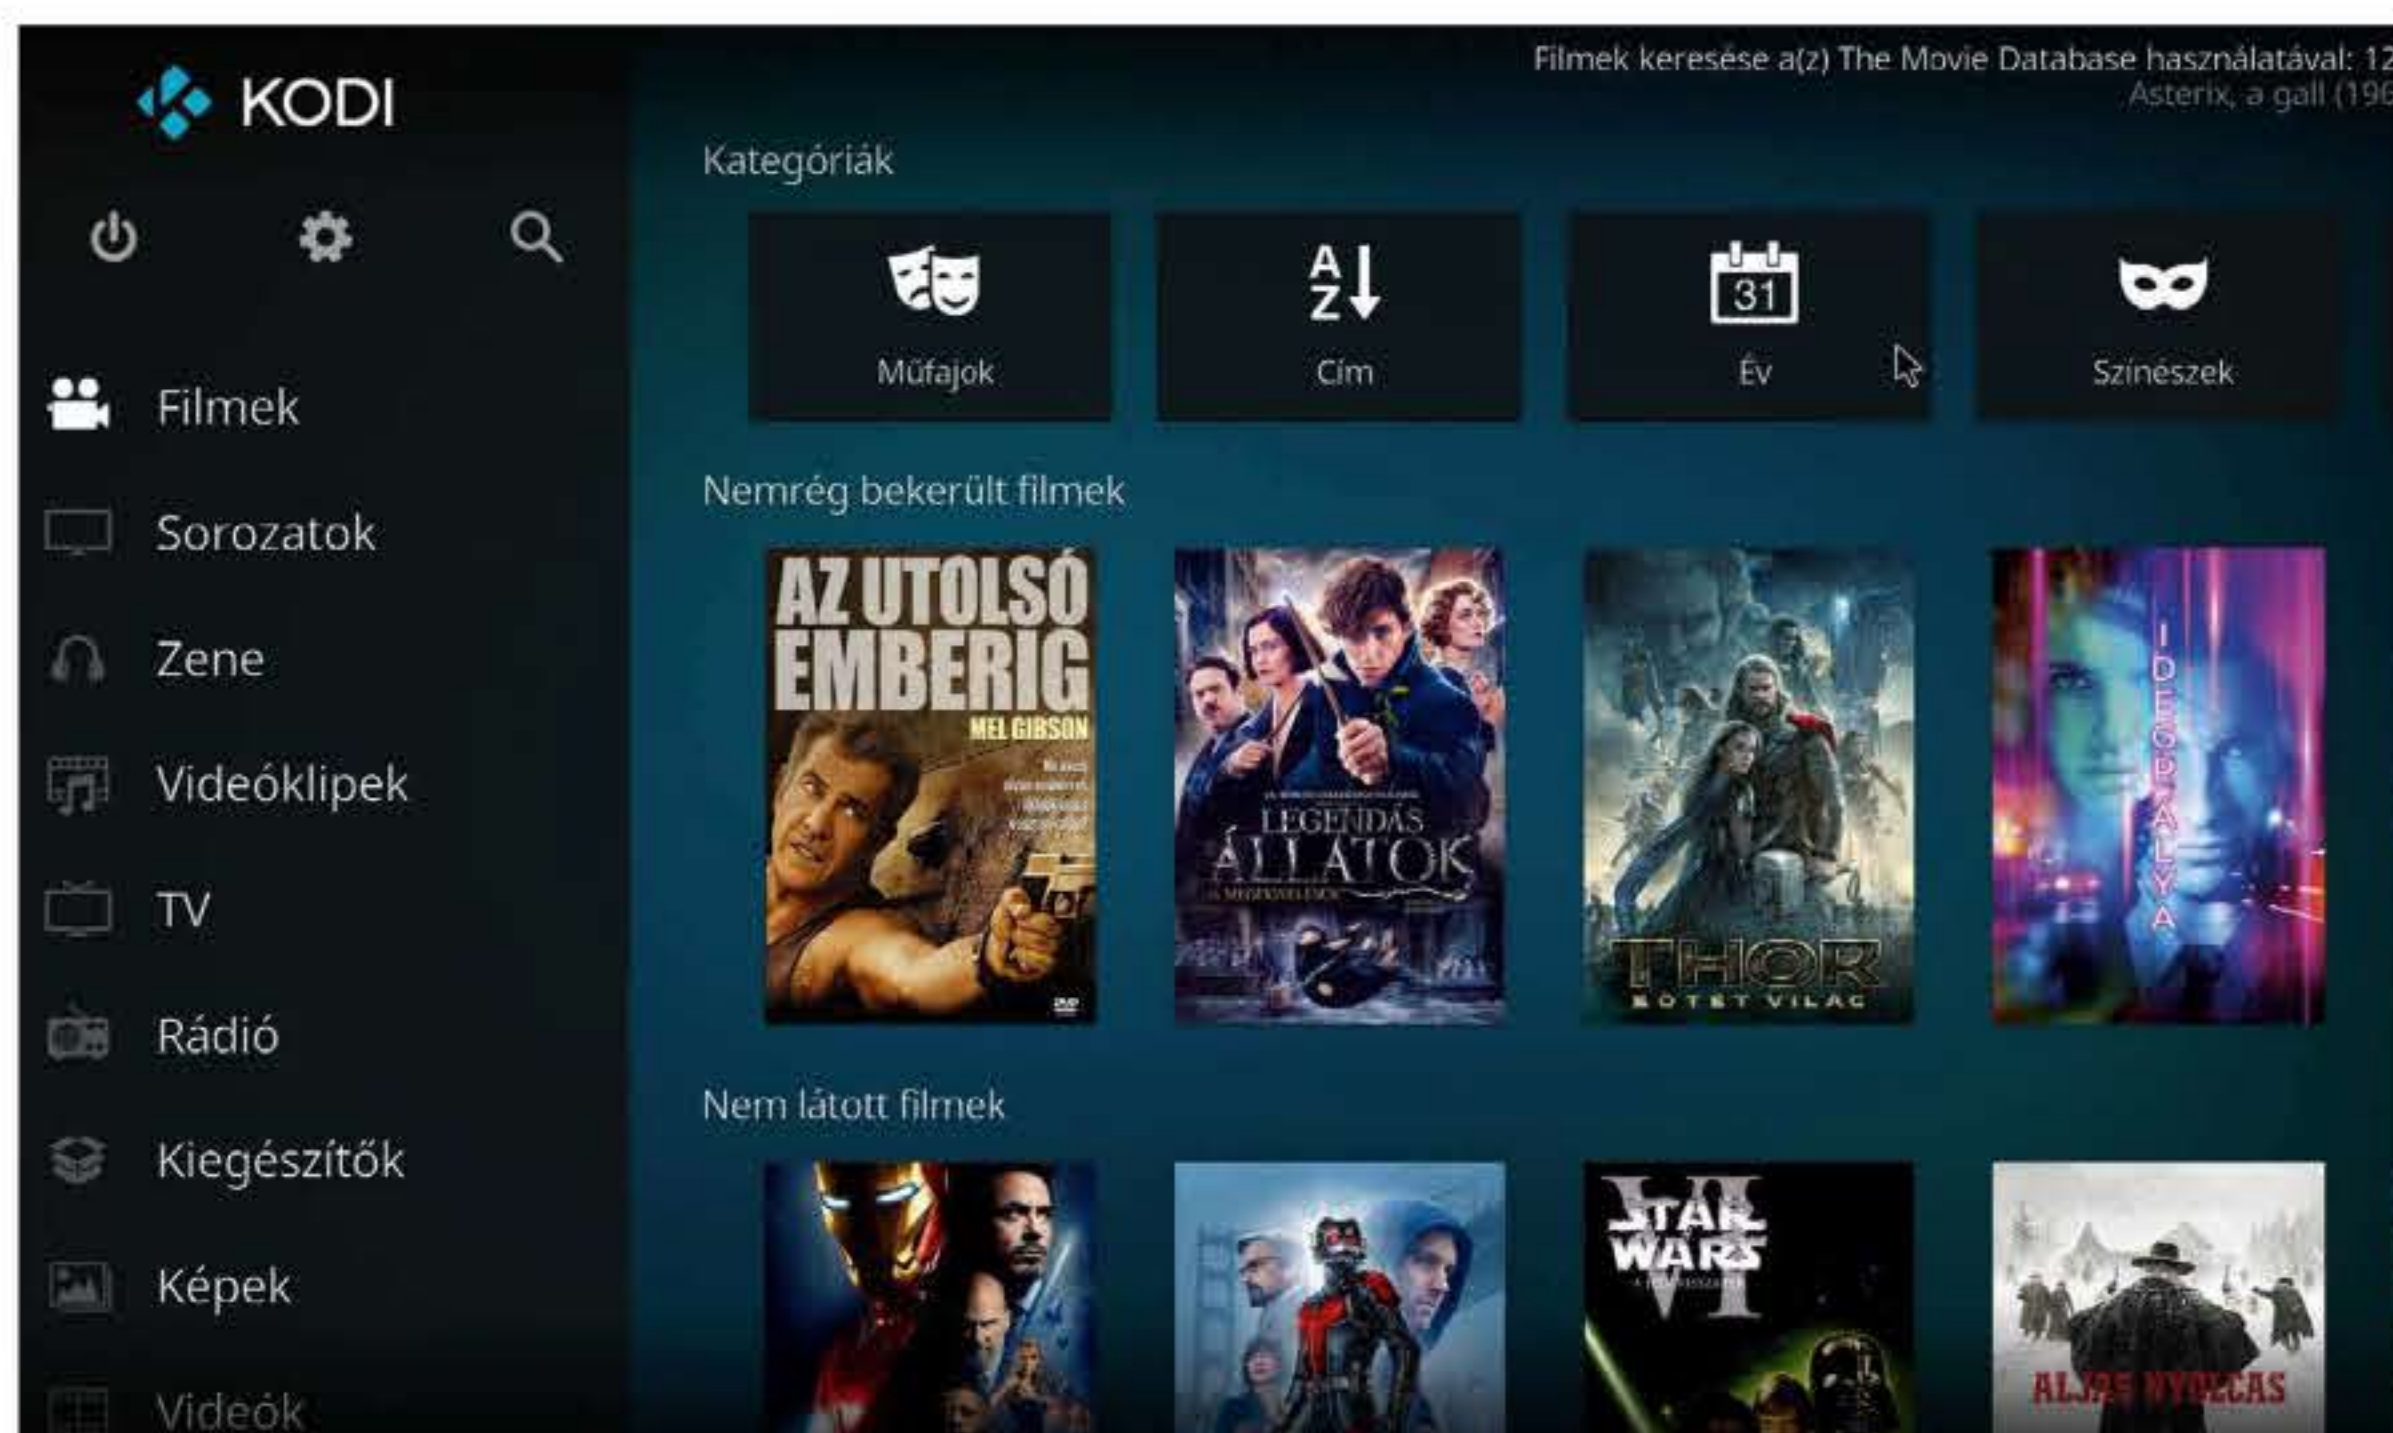 KODI
Filmek keresése a(z) The Movie Database használatával: 12
Asterix, a gall (196
Kategóriák
A
Z
31
Műfajok
Cím
Év
Színészek
Filmek
Sorozatok
Zene
Videóklipek
TV
Rádió
Kiegészítők
Képek
Videók
Nemrég bekerült filmek
AZ UTOLSÓ
EMBERIG
MEL GIBSON
DVD
LEGENDÁS
ÁLLATOK
THOR
SÖTÉT VILÁG
IDEGPÁLYA
Nem látott filmek
STAR
WARS
VI
ALJAS NYOLCAS